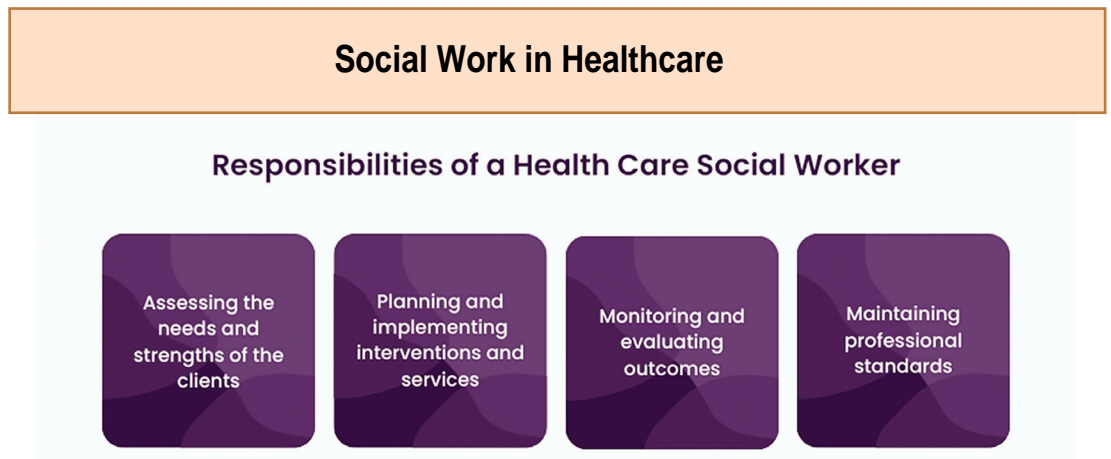 Social Work in Healthcare
Responsibilities of a Health Care Social Worker
Assessing the
needs and
strengths of the
clients
Planning and
implementing
interventions and
services
Monitoring and
evaluating
outcomes
Maintaining
professional
standards